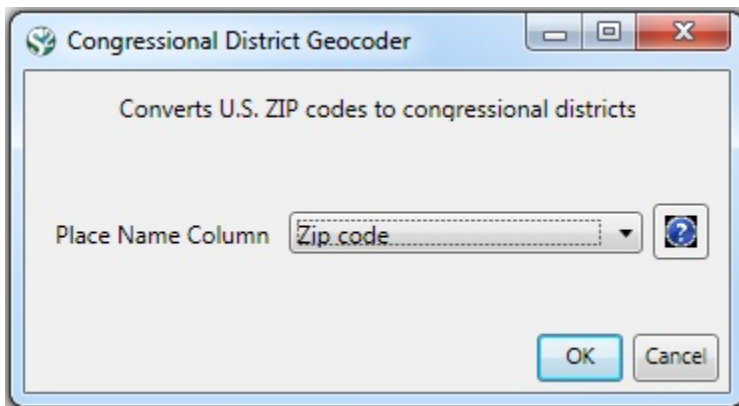 Congressional District Geocoder
Converts U.S. ZIP codes to congressional districts
Place Name Column Zip code ?
OK Cancel